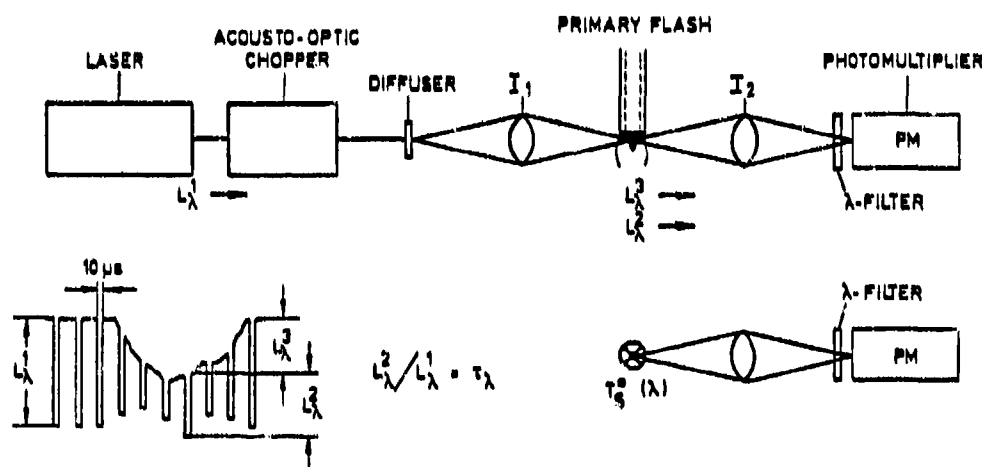 PRIMARY FLASH
ACOUSTO-OPTIC
CHOPPER
LASER
DIFFUSER
I₁
I₂
PHOTOMULTIPLIER
PM
L¹λ
L³λ
L²λ
λ-FILTER
10 µs
λ-FILTER
L¹λ
L³λ
L²λ
L²λ/L¹λ = τλ
PM
(λ)